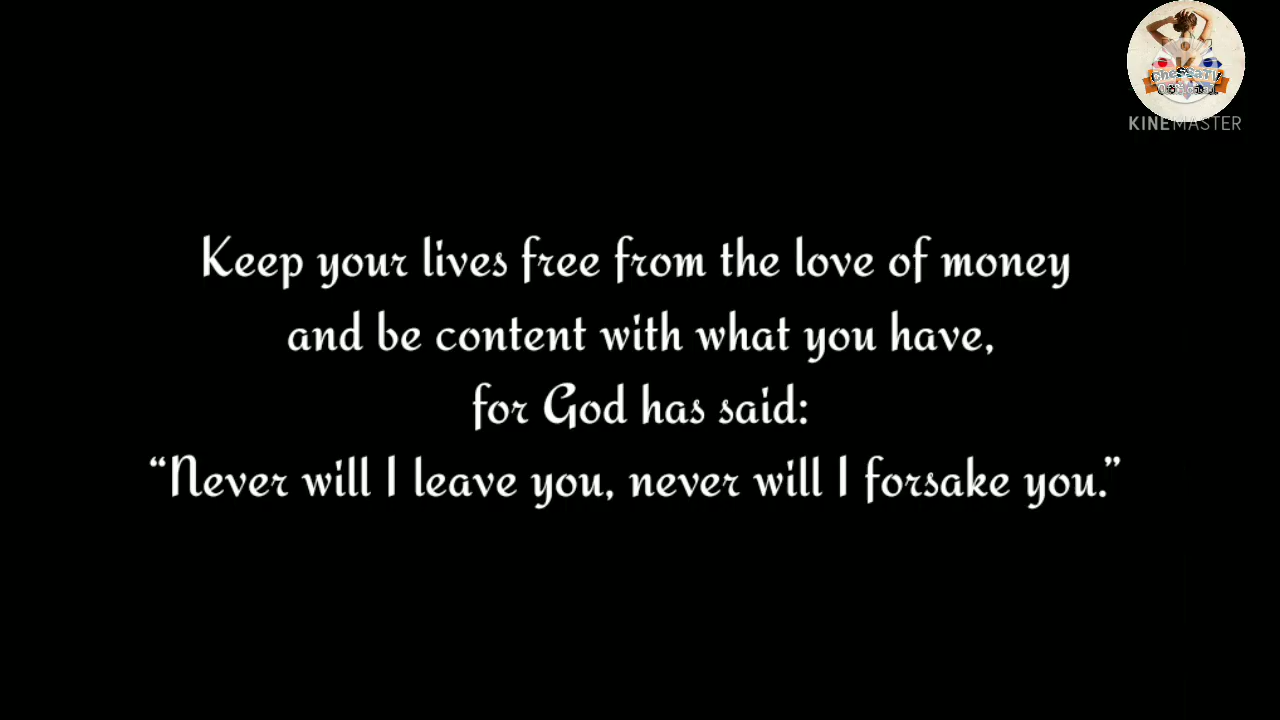 KINEMASTER
Keep your lives free from the love of money
and be content with what you have,
for God has said:
“Never will I leave you, never will I forsake you.”